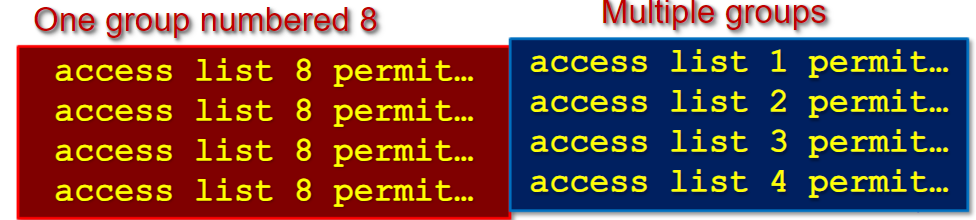 One group numbered 8
access list 8 permit…
access list 8 permit…
access list 8 permit…
access list 8 permit…
Multiple groups
access list 1 permit…
access list 2 permit…
access list 3 permit…
access list 4 permit…